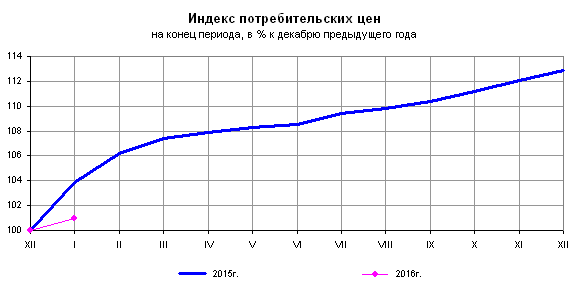 Индекс потребительских цен
на конец периода, в % к декабрю предыдущего года
114
112
110
108
106
104
102
100
XII I II III IV V VI VII VIII IX X XI XII
2015г. 2016г.